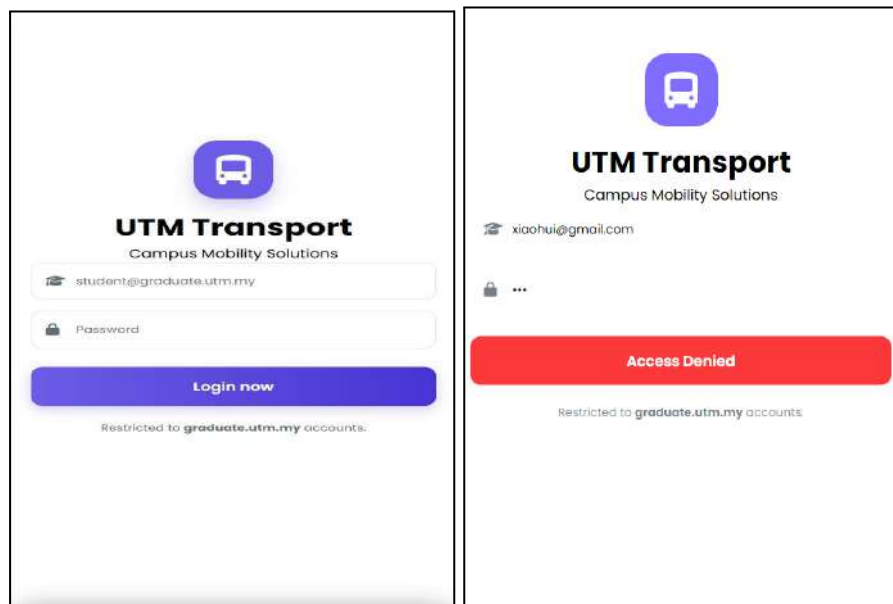 UTM Transport
Campus Mobility Solutions
student@graduate.utm.my
Password
Login now
Restricted to graduate.utm.my accounts.
UTM Transport
Campus Mobility Solutions
xiaohui@gmail.com
•••
Access Denied
Restricted to graduate.utm.my accounts.